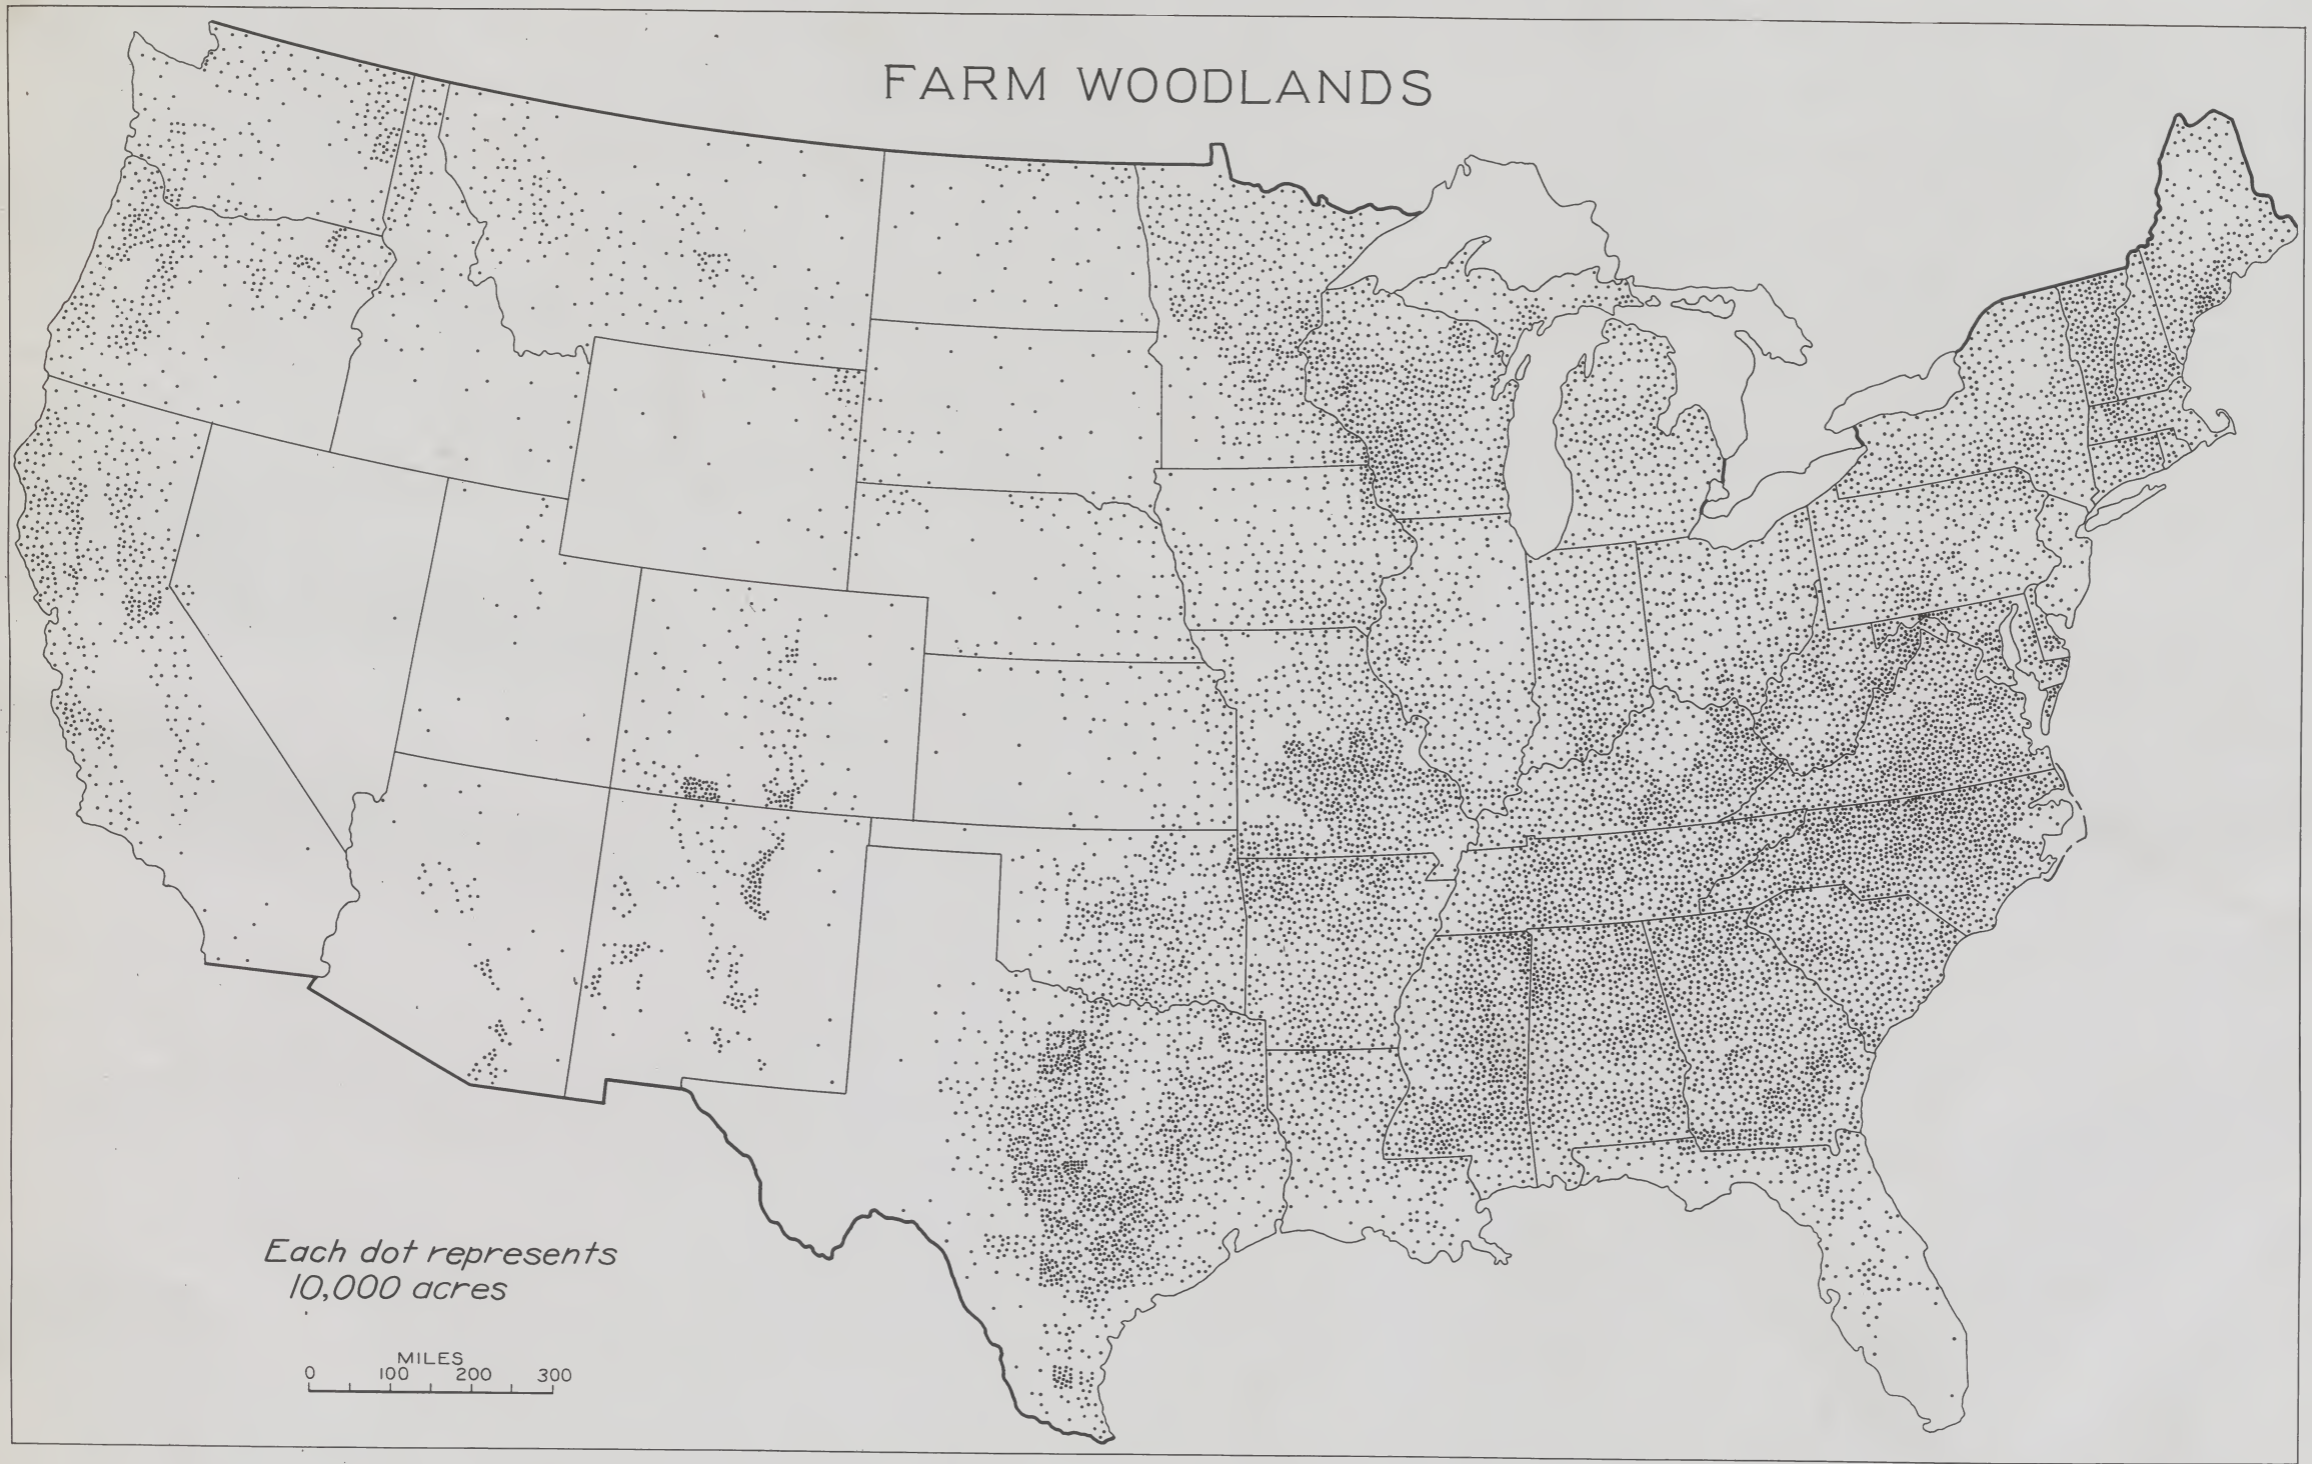 FARM WOODLANDS
Each dot represents
10,000 acres
MILES
0 100 200 300